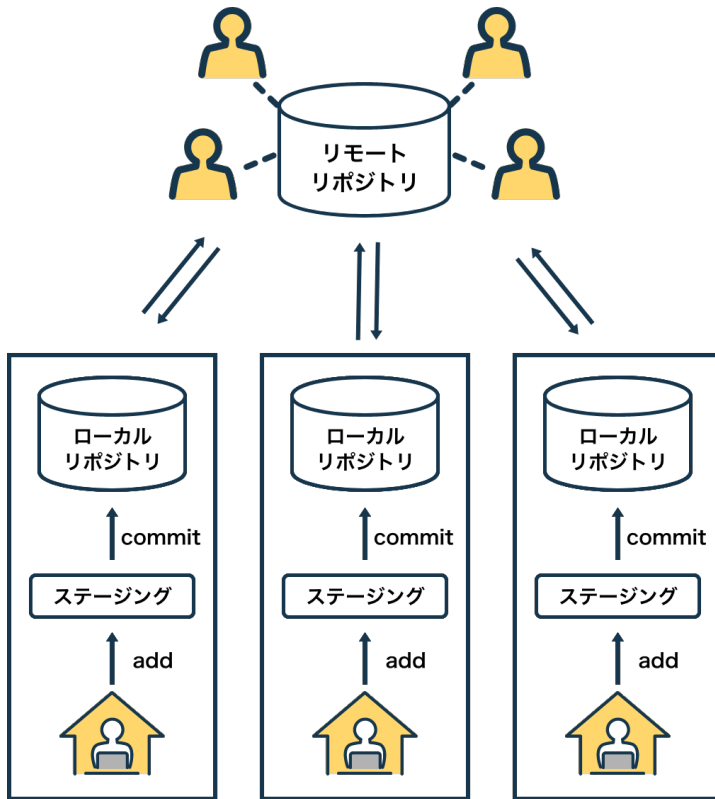 リモート
リポジトリ
ローカル
リポジトリ
commit
ステージング
add
ローカル
リポジトリ
commit
ステージング
add
ローカル
リポジトリ
commit
ステージング
add